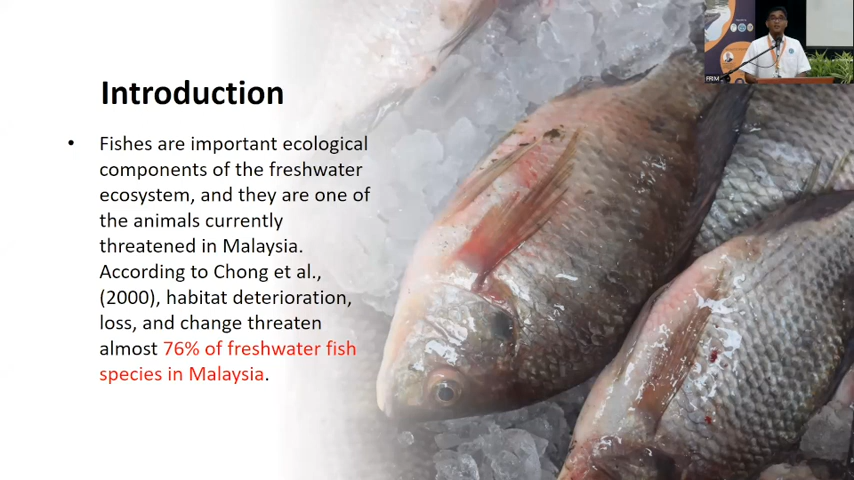 Introduction
• Fishes are important ecological
components of the freshwater
ecosystem, and they are one of
the animals currently
threatened in Malaysia.
According to Chong et al.,
(2000), habitat deterioration,
loss, and change threaten
almost 76% of freshwater fish
species in Malaysia.
FRIM